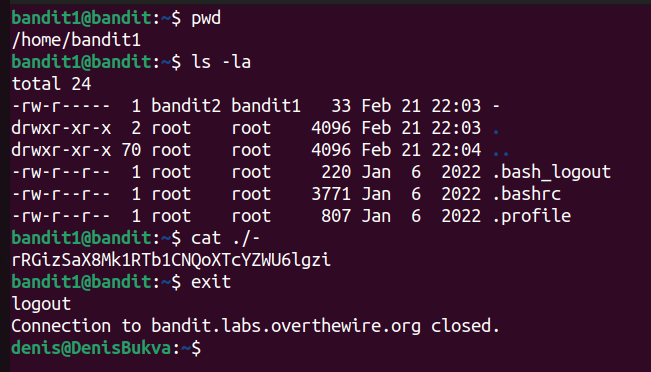 bandit1@bandit:~$ pwd
/home/bandit1
bandit1@bandit:~$ ls -la
total 24
-rw-r-----  1 bandit2 bandit1   33 Feb 21 22:03 -
drwxr-xr-x  2 root    root    4096 Feb 21 22:03 .
drwxr-xr-x 70 root    root    4096 Feb 21 22:04 ..
-rw-r--r--  1 root    root     220 Jan  6  2022 .bash_logout
-rw-r--r--  1 root    root    3771 Jan  6  2022 .bashrc
-rw-r--r--  1 root    root     807 Jan  6  2022 .profile
bandit1@bandit:~$ cat ./-
rRGizSaX8Mk1RTb1CNQoXTcYZWU6lgzi
bandit1@bandit:~$ exit
logout
Connection to bandit.labs.overthewire.org closed.
denis@DenisBukva:~$